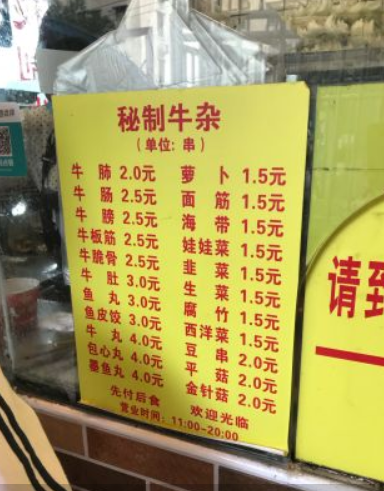 秘制牛杂
（单位：串）
牛肺 2.0元 萝卜 1.5元
牛肠 2.5元 面筋 1.5元
牛膀 2.5元 海带 1.5元
牛板筋 2.5元 娃娃菜 1.5元
牛脆骨 2.5元 韭菜 1.5元
牛肚 3.0元 生菜 1.5元
鱼丸 3.0元 腐竹 1.5元
鱼皮饺 3.0元 西洋菜 1.5元
牛丸 4.0元 豆串 2.0元
包心丸 4.0元 平菇 2.0元
墨鱼丸 4.0元 金针菇 2.0元
先付后食 欢迎光临
营业时间：11:00-20:00
请到